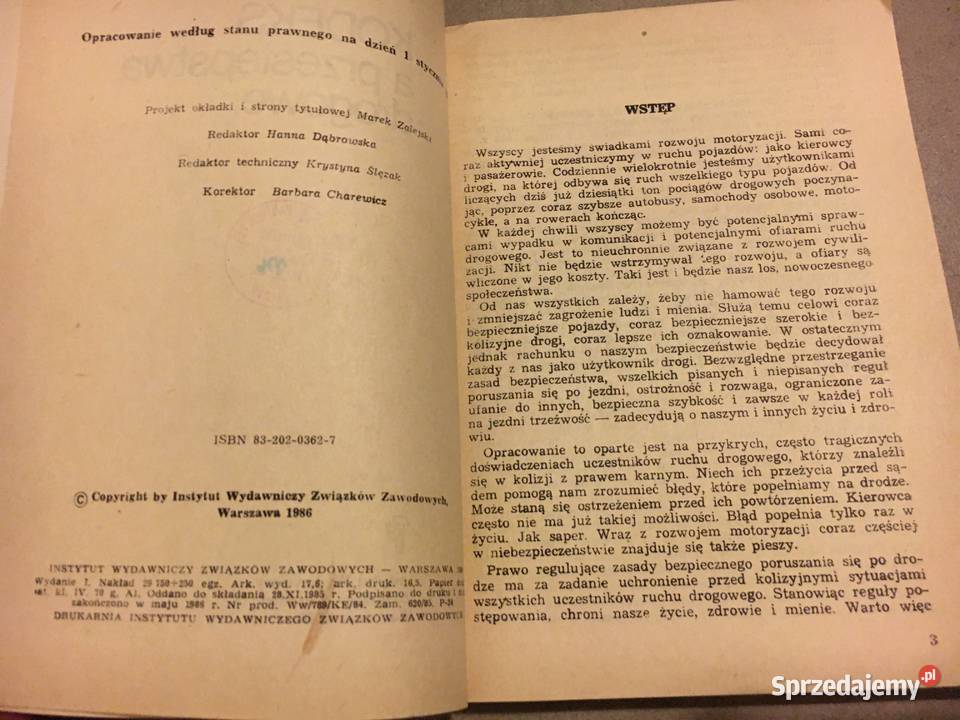 Opracowanie według stanu prawnego na dzień 1 stycznia
Projekt okładki i strony tytułowej Marek Zalejski
Redaktor Hanna Dąbrowska
Redaktor techniczny Krystyna Ślęzak
Korektor Barbara Charewicz
ISBN 83-202-0362-7
© Copyright by Instytut Wydawniczy Związków Zawodowych,
Warszawa 1986
INSTYTUT WYDAWNICZY ZWIĄZKÓW ZAWODOWYCH — WARSZAWA
Wydanie I. Nakład 29 750+250 egz. Ark. wyd. 17,6; ark. druk. 16,5. Papier
kl. IV. 70 g. A1. Oddano do składania 28.XI.1985 r. Podpisano do druku i
zakończono w maju 1986 r. Nr prod. Ww/789/KE/84. Zam. 620/85. P-24
DRUKARNIA INSTYTUTU WYDAWNICZEGO ZWIĄZKÓW ZAWODOWYCH
WSTĘP
Wszyscy jesteśmy swiadkami rozwoju motoryzacji. Sami co-
raz aktywniej uczestniczymy w ruchu pojazdów: jako kierowcy
i pasażerowie. Codziennie wielokrotnie jesteśmy użytkownikami
drogi, na której odbywa się ruch wszelkiego typu pojazdów. Od
liczących dziś już dziesiątki ton pociągów drogowych poczyna-
jąc, poprzez coraz szybsze autobusy, samochody osobowe, moto-
cykle, a na rowerach kończąc.
W każdej chwili wszyscy możemy być potencjalnymi spraw-
cami wypadku w komunikacji i potencjalnymi ofiarami ruchu
drogowego. Jest to nieuchronnie związane z rozwojem cywili-
zacji. Nikt nie będzie wstrzymywał jego rozwoju, a ofiary są
wliczone w jego koszty. Taki jest i będzie nasz los, nowoczesnego
społeczeństwa.
Od nas wszystkich zależy, żeby nie hamować tego rozwoju
i zmniejszać zagrożenie ludzi i mienia. Służą temu celowi coraz
bezpieczniejsze pojazdy, coraz bezpieczniejsze szerokie i bez-
kolizyjne drogi, coraz lepsze ich oznakowanie. W ostatecznym
jednak rachunku o naszym bezpieczeństwie będzie decydował
każdy z nas jako użytkownik drogi. Bezwzględne przestrzeganie
zasad bezpieczeństwa, wszelkich pisanych i niepisanych reguł
poruszania się po jezdni, ostrożność i rozwaga, ograniczone za-
ufanie do innych, bezpieczna szybkość i zawsze w każdej roli
na jezdni trzeźwość — zadecydują o naszym i innych życiu i zdro-
wiu.
Opracowanie to oparte jest na przykrych, często tragicznych
doświadczeniach uczestników ruchu drogowego, którzy znaleźli
się w kolizji z prawem karnym. Niech ich przeżycia przed są-
dem pomogą nam zrozumieć błędy, które popełniamy na drodze.
Może staną się ostrzeżeniem przed ich powtórzeniem. Kierowca
często nie ma już takiej możliwości. Błąd popełnia tylko raz w
życiu. Jak saper. Wraz z rozwojem motoryzacji coraz częściej
w niebezpieczeństwie znajduje się także pieszy.
Prawo regulujące zasady bezpiecznego poruszania się po dro-
dze ma za zadanie uchronienie przed kolizyjnymi sytuacjami
wszystkich uczestników ruchu drogowego. Stanowiąc reguły po-
stępowania, chroni nasze życie, zdrowie i mienie. Warto więc
3
Sprzedajemy.pl